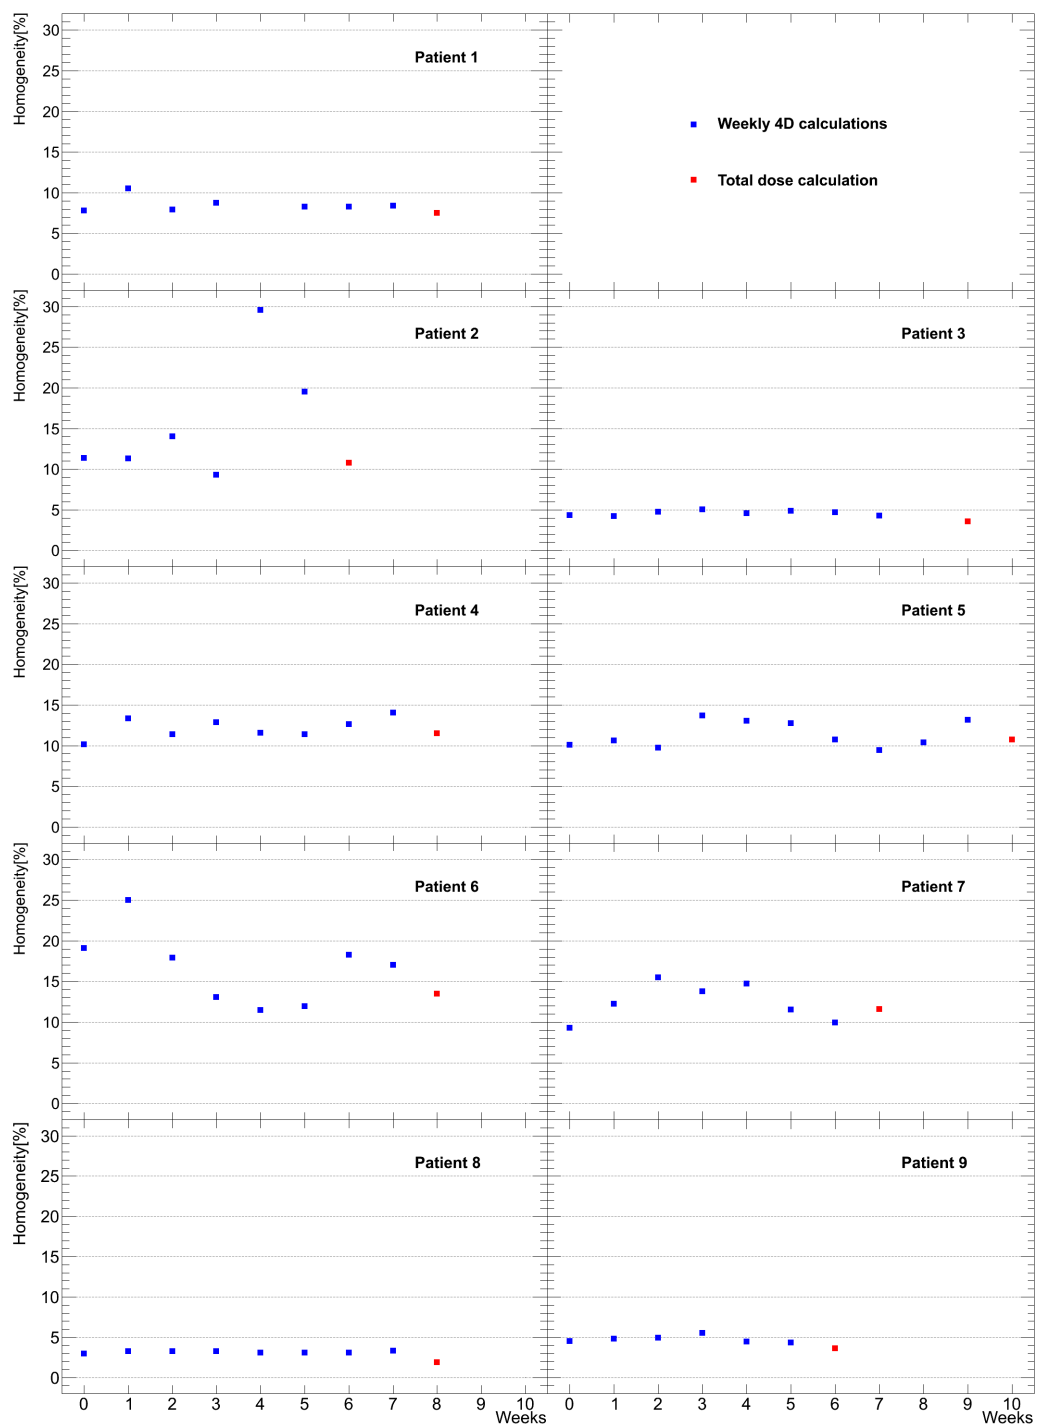 Homogeneity[%]
30
25
20
15
10
5
0
Patient 1
Weekly 4D calculations
Total dose calculation
Homogeneity[%]
30
25
20
15
10
5
0
Patient 2
Patient 3
Homogeneity[%]
30
25
20
15
10
5
0
Patient 4
Patient 5
Homogeneity[%]
30
25
20
15
10
5
0
Patient 6
Patient 7
Homogeneity[%]
30
25
20
15
10
5
0
Patient 8
Patient 9
0 1 2 3 4 5 6 7 8 9 10
Weeks
0 1 2 3 4 5 6 7 8 9 10
Weeks